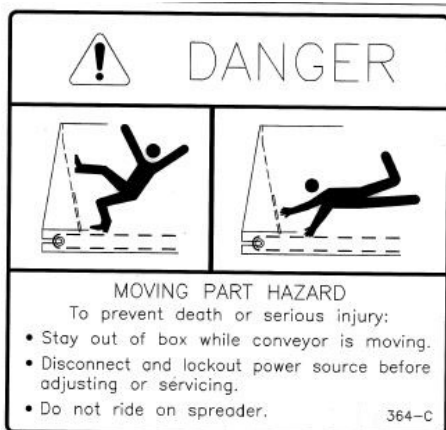 DANGER
MOVING PART HAZARD
To prevent death or serious injury:
• Stay out of box while conveyor is moving.
• Disconnect and lockout power source before
adjusting or servicing.
• Do not ride on spreader.
364-C